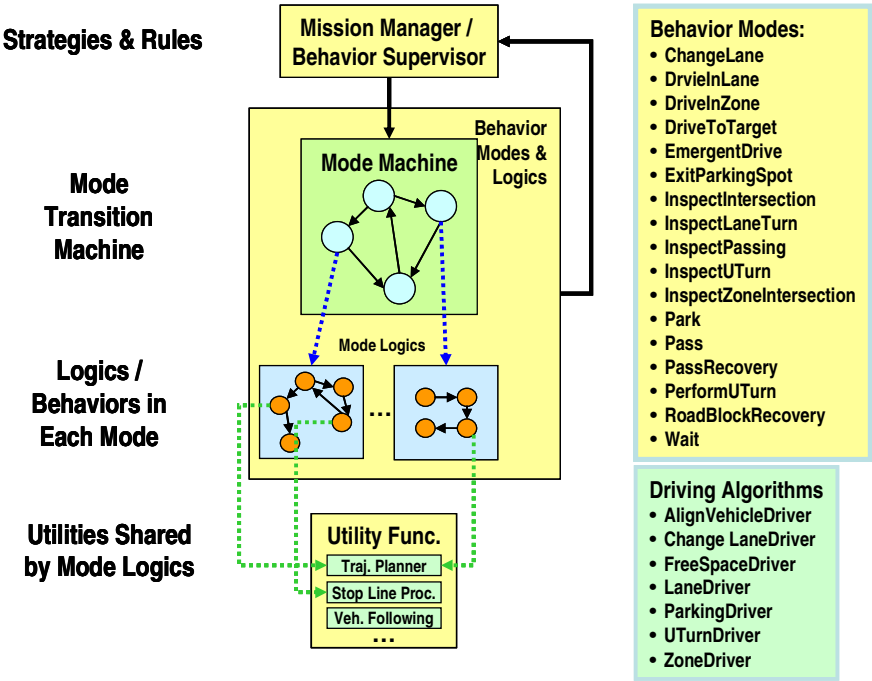 Strategies & Rules
Mission Manager /
Behavior Supervisor
Behavior
Modes &
Logics
Mode Machine
Mode
Transition
Machine
Mode Logics
Logics /
Behaviors in
Each Mode
...
Utilities Shared
by Mode Logics
Utility Func.
Traj. Planner
Stop Line Proc.
Veh. Following
...
Behavior Modes:
• ChangeLane
• DrvieInLane
• DriveInZone
• DriveToTarget
• EmergentDrive
• ExitParkingSpot
• InspectIntersection
• InspectLaneTurn
• InspectPassing
• InspectUTurn
• InspectZoneIntersection
• Park
• Pass
• PassRecovery
• PerformUTurn
• RoadBlockRecovery
• Wait
Driving Algorithms
• AlignVehicleDriver
• Change LaneDriver
• FreeSpaceDriver
• LaneDriver
• ParkingDriver
• UTurnDriver
• ZoneDriver